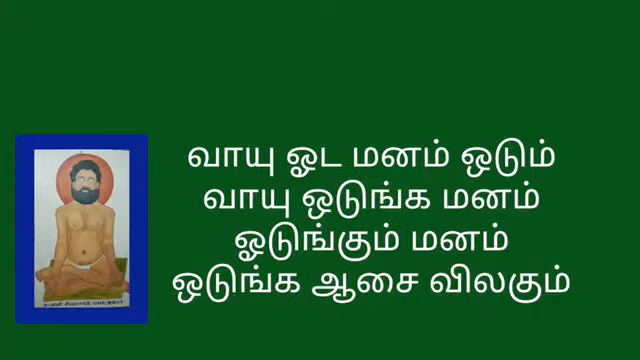 வாயு ஓட மனம் ஒடும்
வாயு ஒடுங்க மனம்
ஓடுங்கும் மனம்
ஒடுங்க ஆசை விலகும்